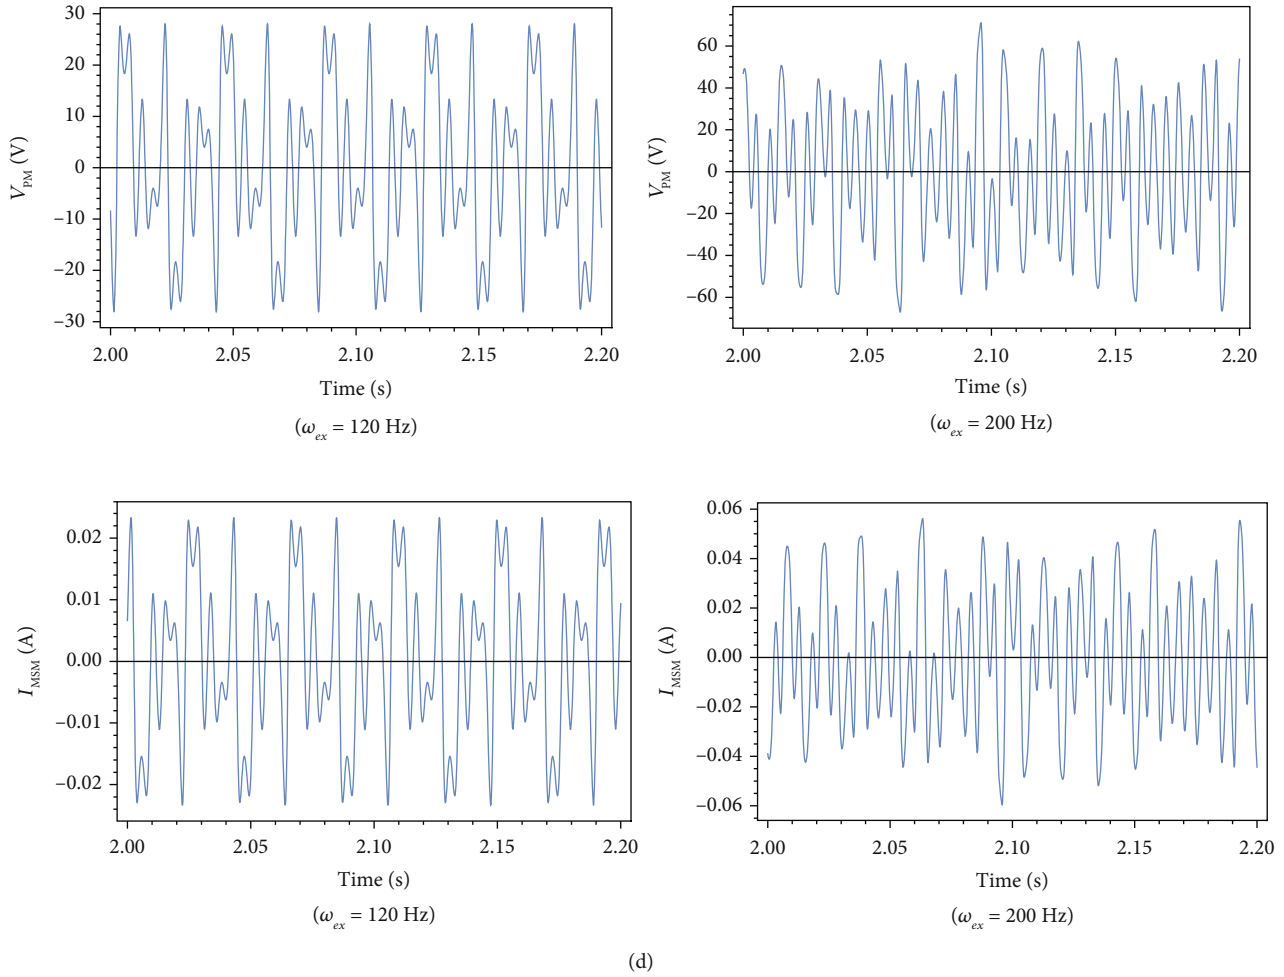 30
20
10
0
−10
−20
−30
V_PM (V)
2.00 2.05 2.10 2.15 2.20
Time (s)
(ω_ex = 120 Hz)
60
40
20
0
−20
−40
−60
V_PM (V)
2.00 2.05 2.10 2.15 2.20
Time (s)
(ω_ex = 200 Hz)
0.02
0.01
0.00
−0.01
−0.02
I_MSM (A)
2.00 2.05 2.10 2.15 2.20
Time (s)
(ω_ex = 120 Hz)
0.06
0.04
0.02
0.00
−0.02
−0.04
−0.06
I_MSM (A)
2.00 2.05 2.10 2.15 2.20
Time (s)
(ω_ex = 200 Hz)
(d)